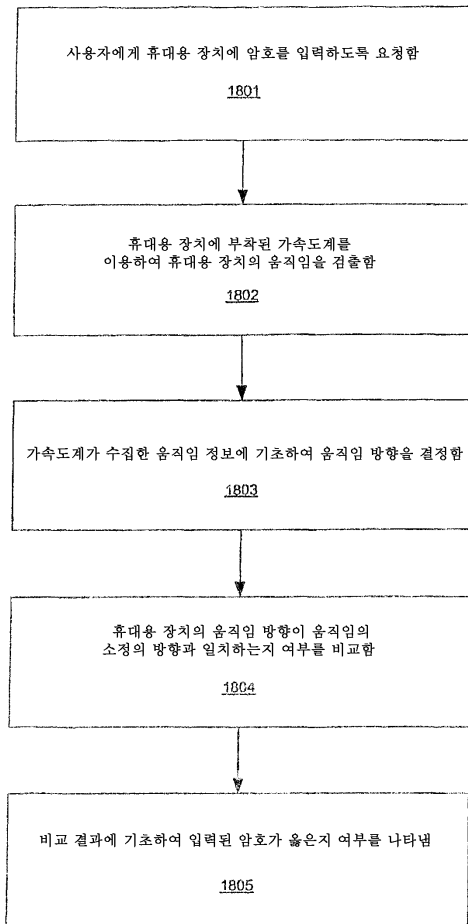 사용자에게 휴대용 장치에 암호를 입력하도록 요청함
1801
휴대용 장치에 부착된 가속도계를
이용하여 휴대용 장치의 움직임을 검출함
1802
가속도계가 수집한 움직임 정보에 기초하여 움직임 방향을 결정함
1803
휴대용 장치의 움직임 방향이 움직임의
소정의 방향과 일치하는지 여부를 비교함
1804
비교 결과에 기초하여 입력된 암호가 옳은지 여부를 나타냄
1805